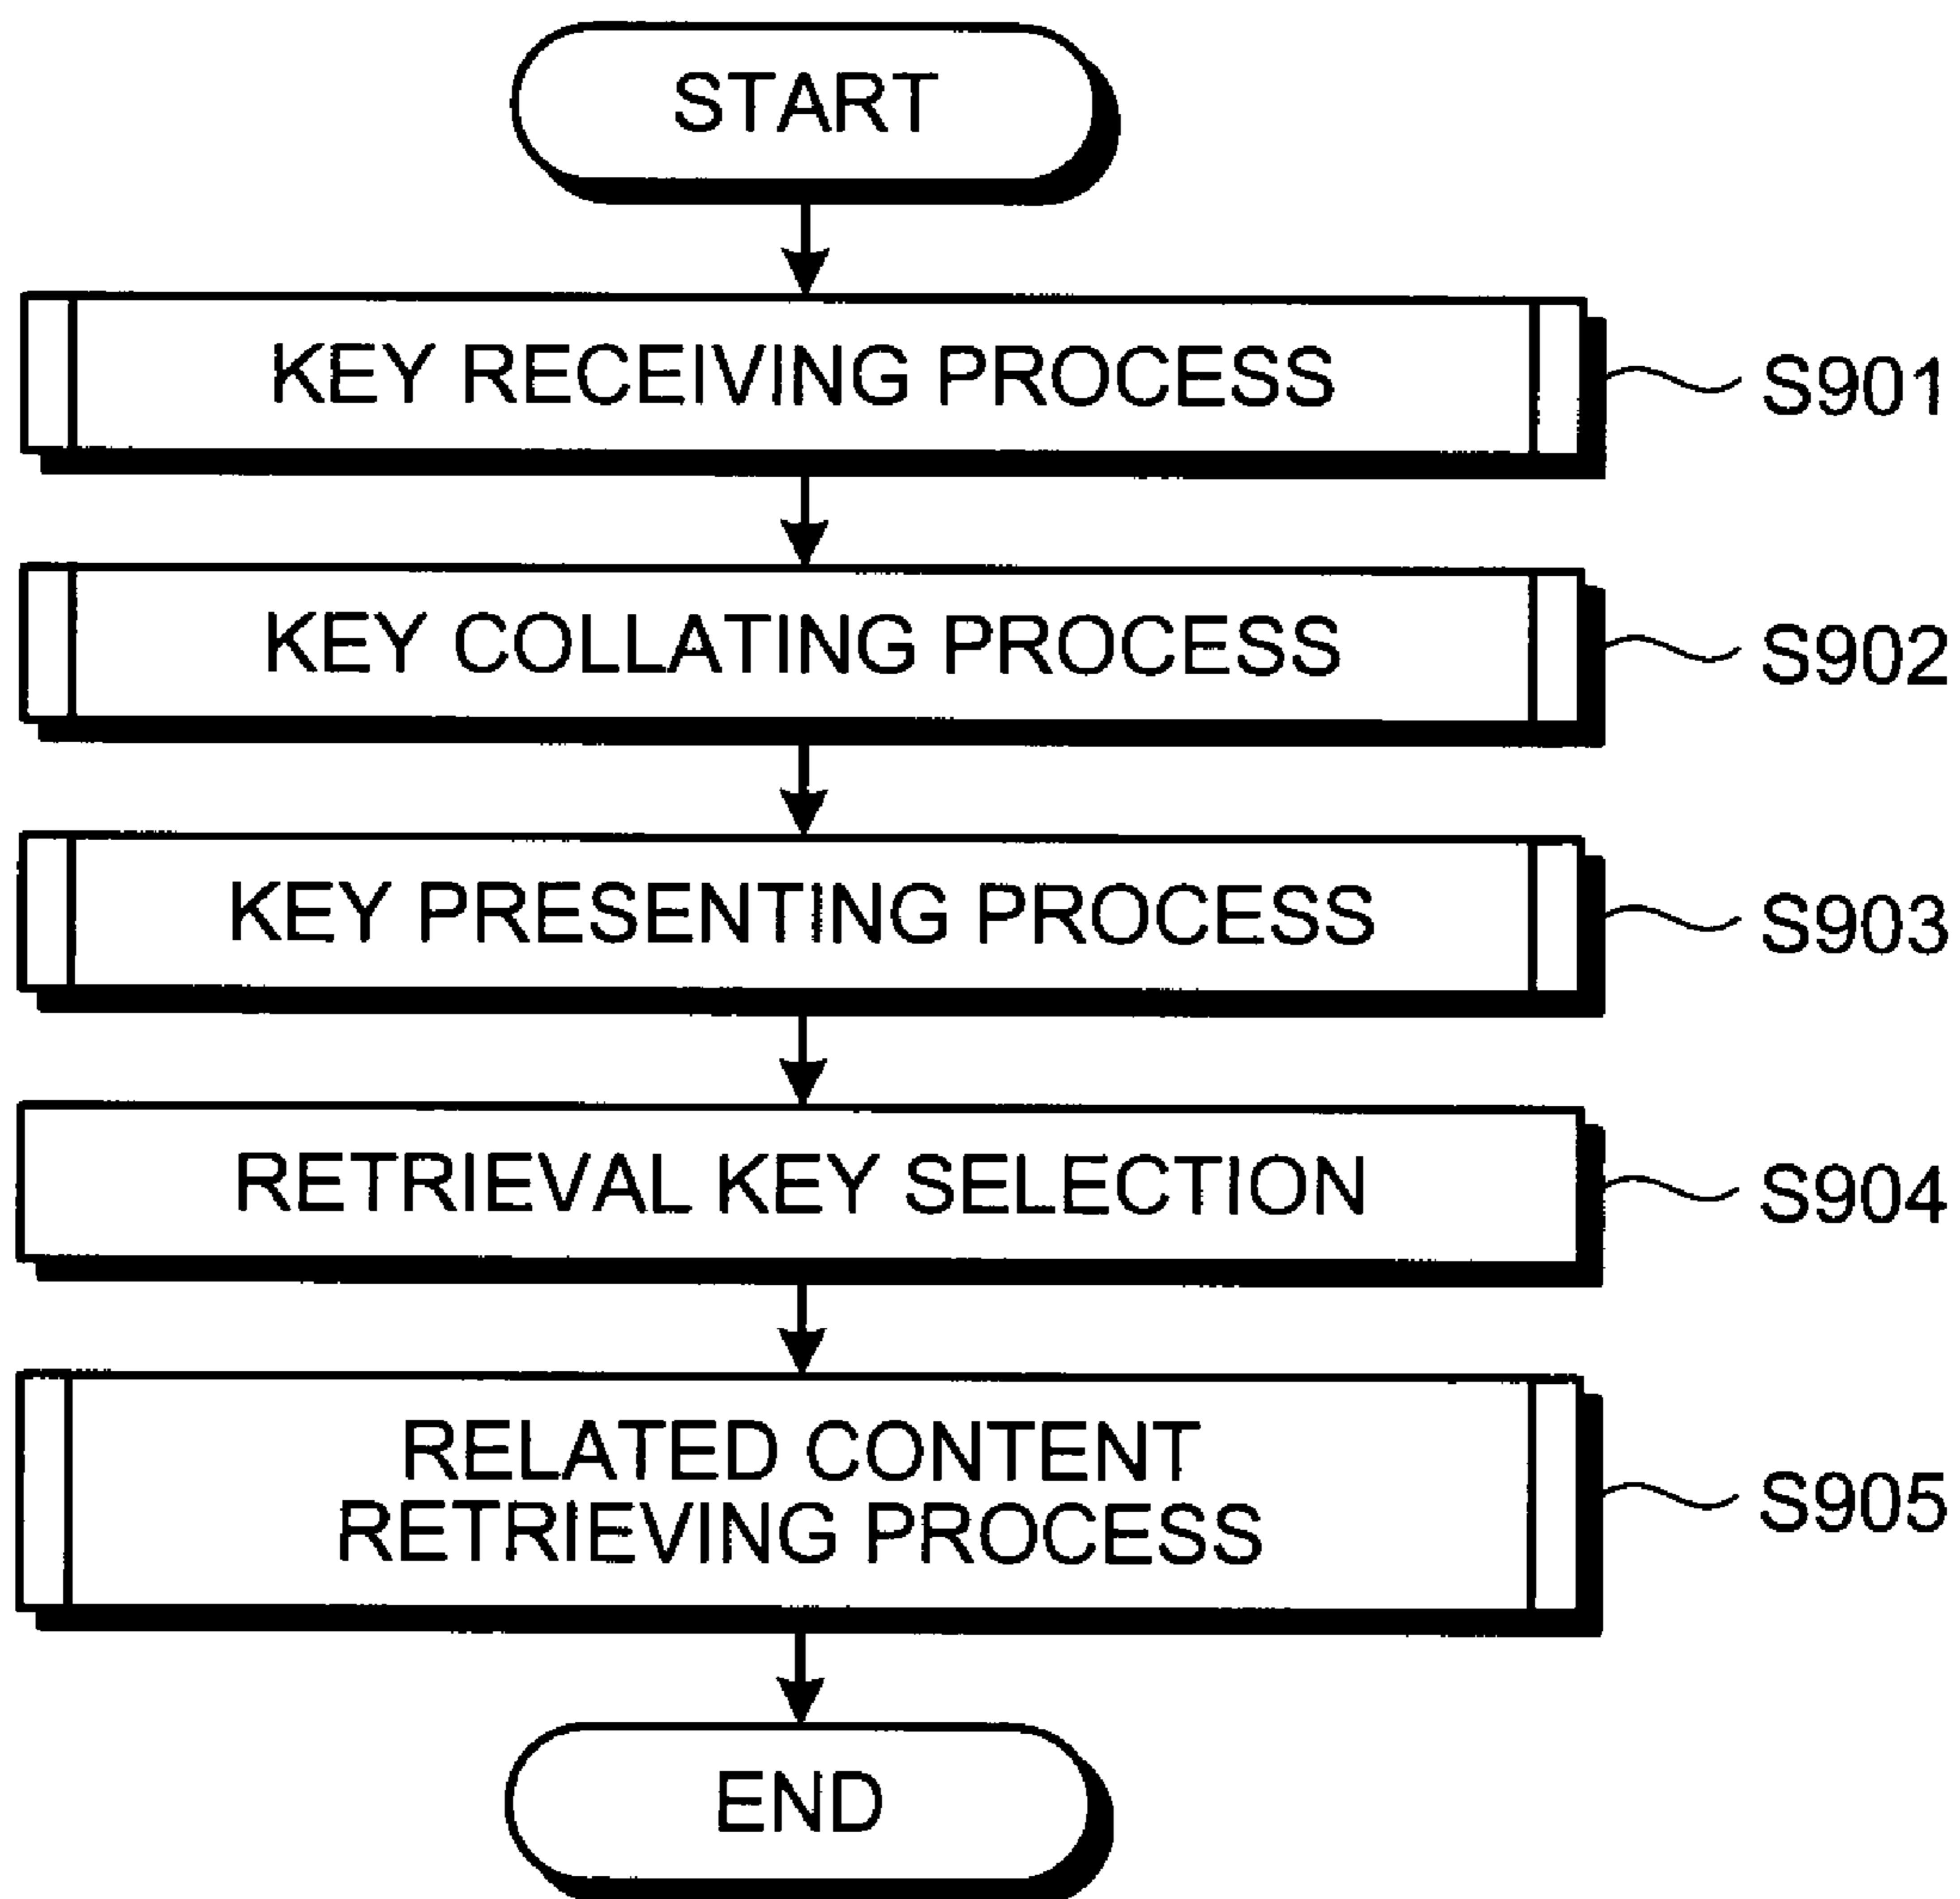 START
KEY RECEIVING PROCESS
S901
KEY COLLATING PROCESS
S902
KEY PRESENTING PROCESS
S903
RETRIEVAL KEY SELECTION
S904
RELATED CONTENT
RETRIEVING PROCESS
S905
END